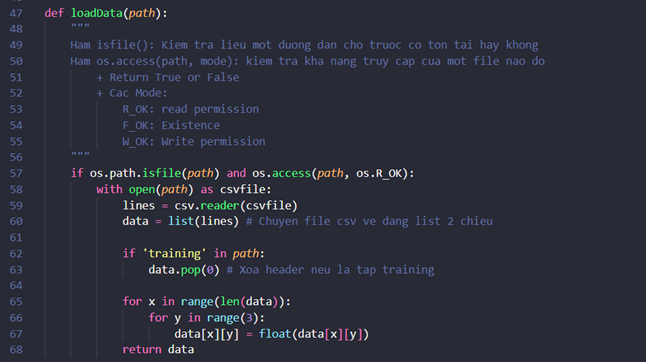 47 def loadData(path):
48 """
49 Ham isfile(): Kiem tra lieu mot duong dan cho truoc co ton tai hay khong
50 Ham os.access(path, mode): kiem tra kha nang truy cap cua mot file nao do
51 + Return True or False
52 + Cac Mode:
53 R_OK: read permission
54 F_OK: Existence
55 W_OK: Write permission
56 """
57 if os.path.isfile(path) and os.access(path, os.R_OK):
58 with open(path) as csvfile:
59 lines = csv.reader(csvfile)
60 data = list(lines) # Chuyen file csv ve dang list 2 chieu
61
62 if 'training' in path:
63 data.pop(0) # Xoa header neu la tap training
64
65 for x in range(len(data)):
66 for y in range(3):
67 data[x][y] = float(data[x][y])
68 return data